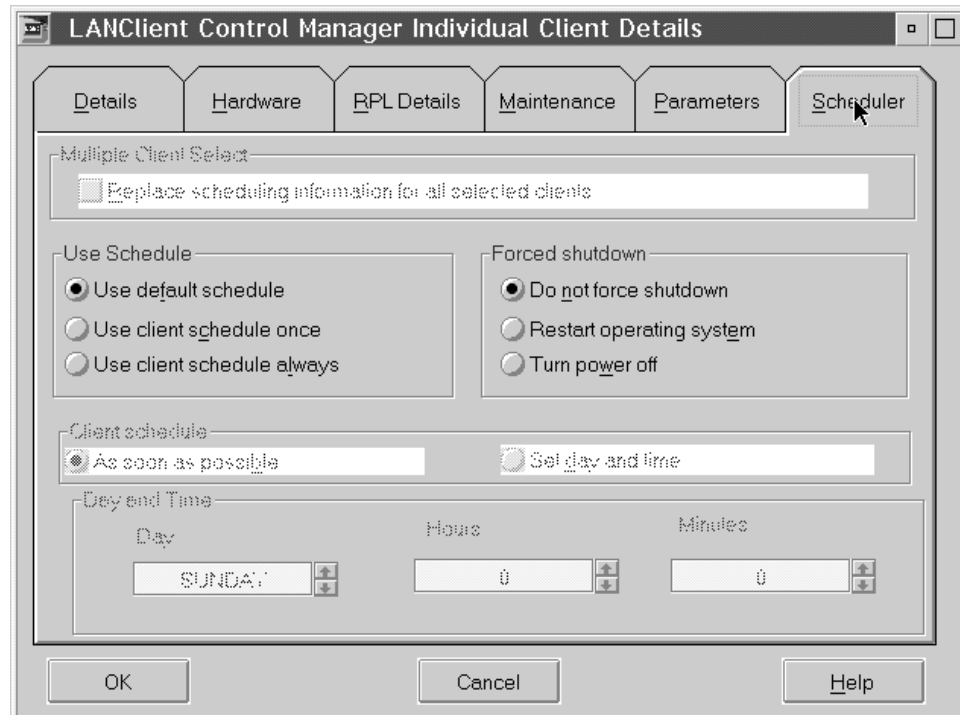 LANClient Control Manager Individual Client Details
Details Hardware RPL Details Maintenance Parameters Scheduler
Multiple Client Select
Replace scheduling information for all selected clients
Use Schedule
Use default schedule
Use client schedule once
Use client schedule always
Forced shutdown
Do not force shutdown
Restart operating system
Turn power off
Client schedule
As soon as possible
Set day and time
Day and Time
Day
Hours
Minutes
SUNDAY
0
0
OK
Cancel
Help